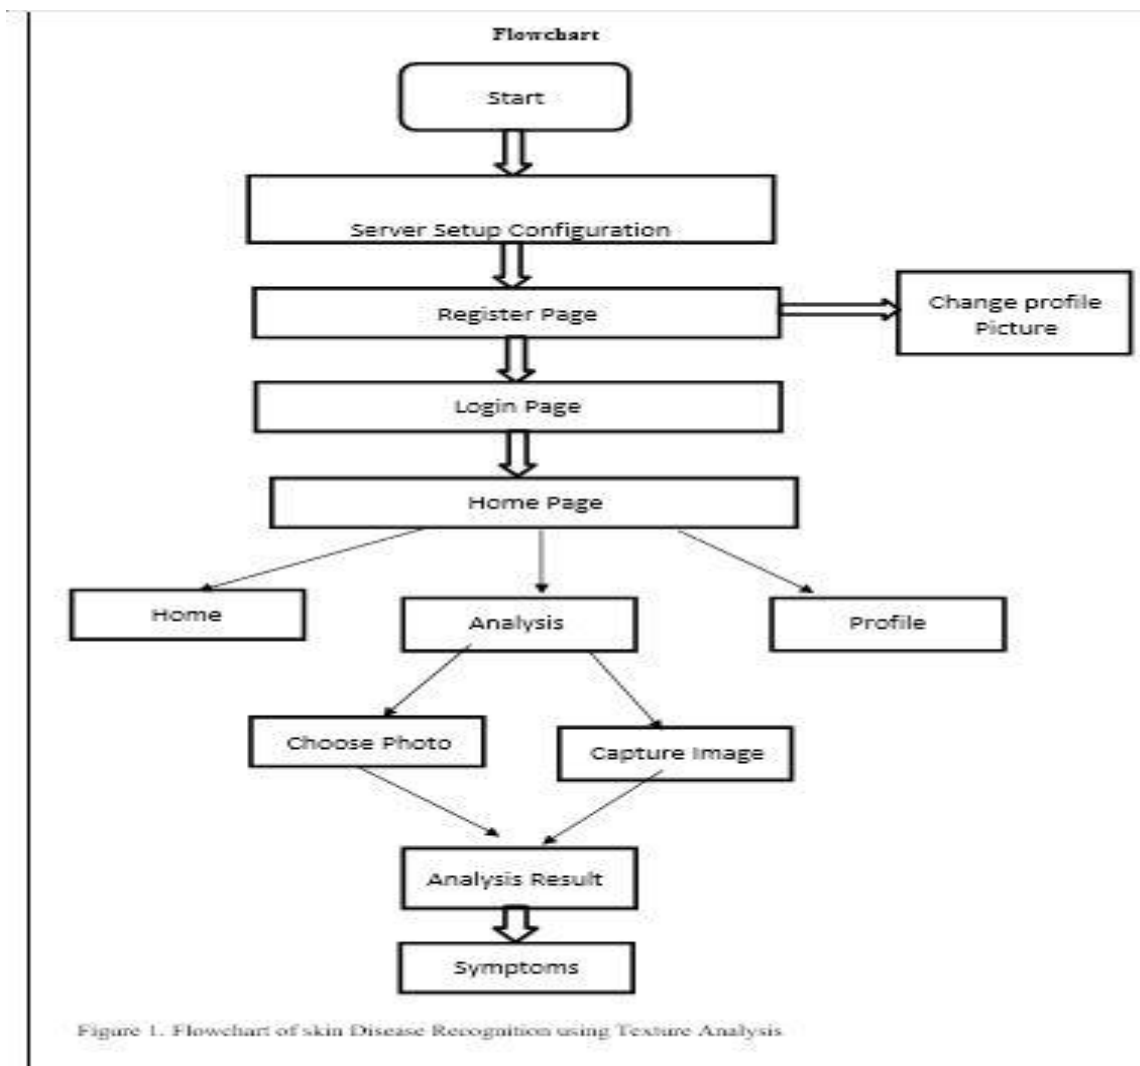 Flowchart
Start
Server Setup Configuration
Register Page
Change profile
Picture
Login Page
Home Page
Home
Analysis
Profile
Choose Photo
Capture Image
Analysis Result
Symptoms
Figure 1. Flowchart of skin Disease Recognition using Texture Analysis